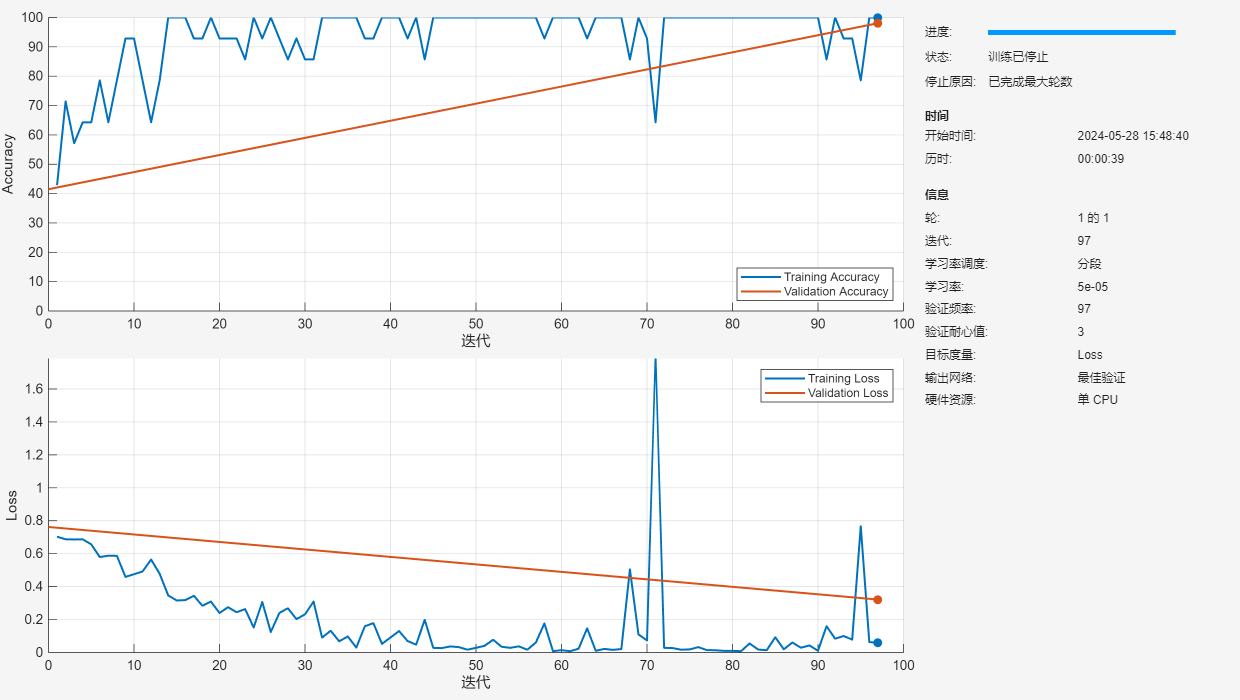 100
90
80
70
60
50
40
30
20
10
0
Accuracy
Training Accuracy
Validation Accuracy
0 10 20 30 40 50 60 70 80 90 100
迭代
1.6
1.4
1.2
1
0.8
0.6
0.4
0.2
0
Loss
Training Loss
Validation Loss
0 10 20 30 40 50 60 70 80 90 100
迭代
进度:
状态: 训练已停止
停止原因: 已完成最大轮数
时间
开始时间: 2024-05-28 15:48:40
历时: 00:00:39
信息
轮: 1 的 1
迭代: 97
学习率调度: 分段
学习率: 5e-05
验证频率: 97
验证耐心值: 3
目标度量: Loss
输出网络: 最佳验证
硬件资源: 单 CPU